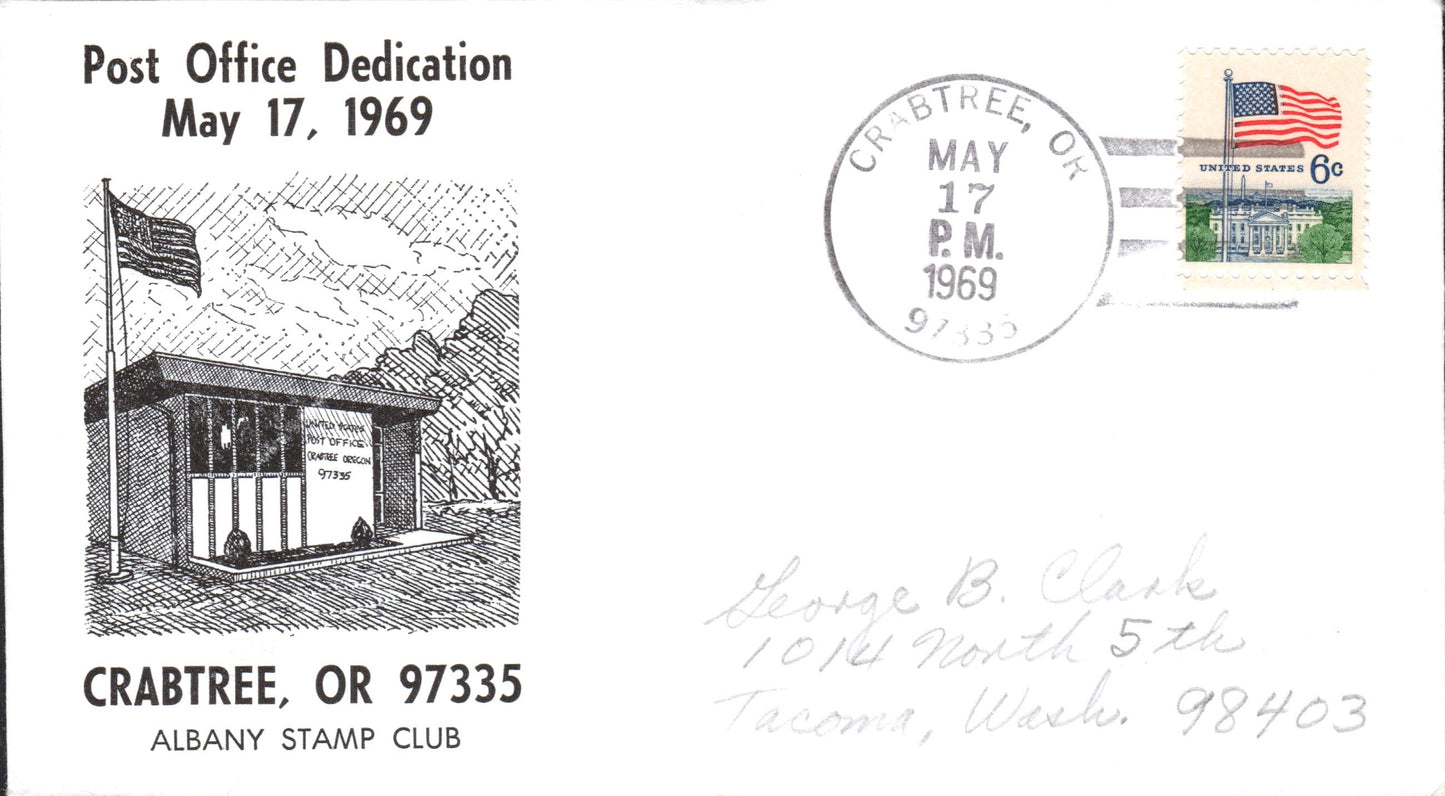 Post Office Dedication
May 17, 1969
UNITED STATES
POST OFFICE
CRABTREE OREGON
97335
CRABTREE, OR 97335
ALBANY STAMP CLUB
CRABTREE, OR
MAY
17
P.M.
1969
97335
UNITED STATES 6c
George B. Clark
1014 North 5th
Tacoma, Wash. 98403